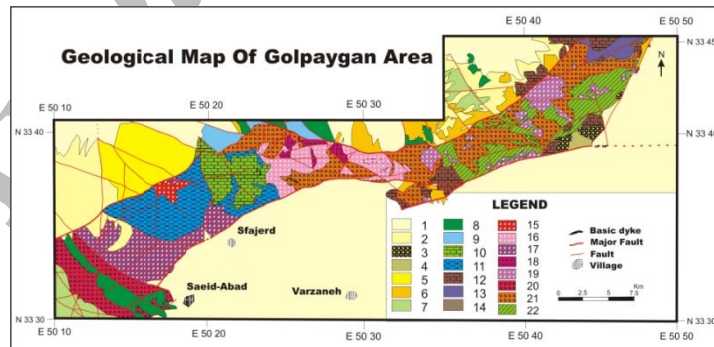 E 50 40
E 50 50
N 33 45
Geological Map Of Golpaygan Area
N
E 50 10
E 50 20
E 50 30
N 33 40
N 33 40
LEGEND
1 8 15
2 9 16
3 10 17
4 11 18
5 12 19
6 13 20
7 14 21
22
Basic dyke
Major Fault
Fault
Village
Km
0 2.5 5 7.5
Sfajerd
Saeid-Abad
Varzaneh
N 33 30
N 33 30
E 50 10
E 50 20
E 50 30
E 50 40
E 50 50